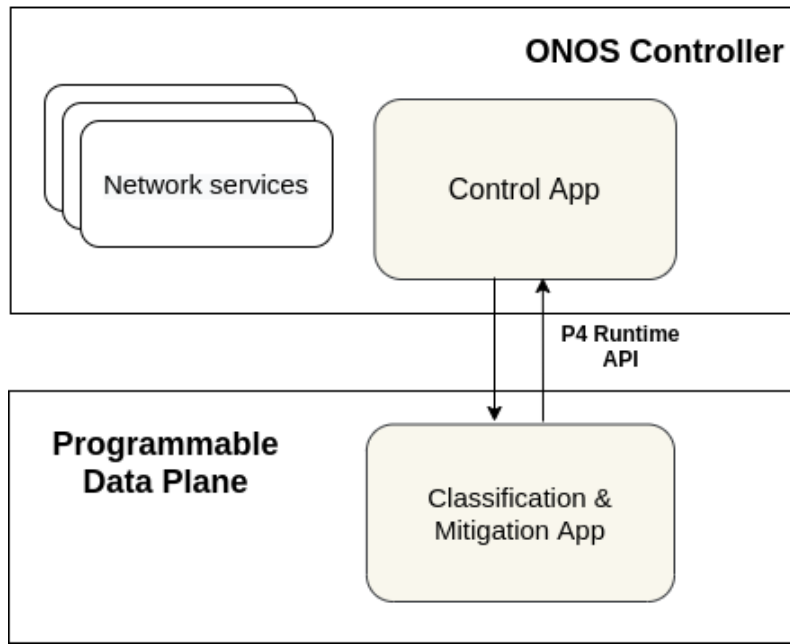 ONOS Controller
Network services
Control App
P4 Runtime
API
Programmable
Data Plane
Classification &
Mitigation App